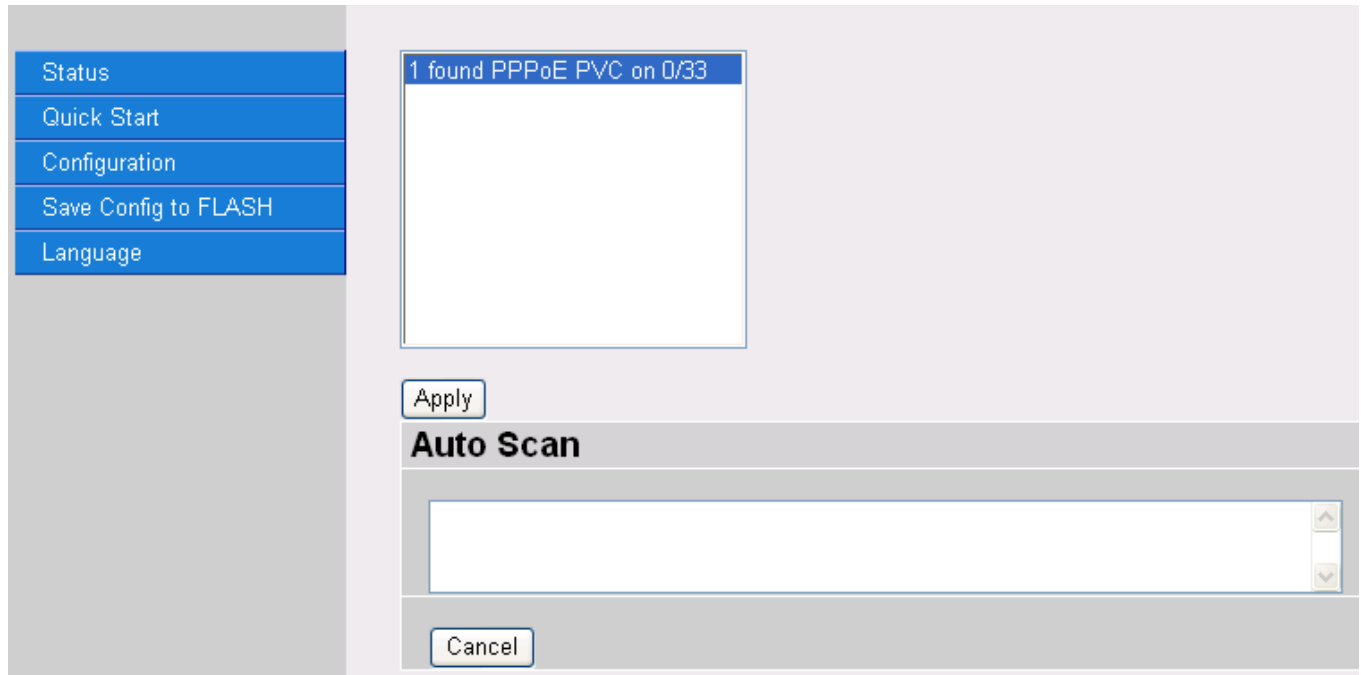 Status
Quick Start
Configuration
Save Config to FLASH
Language
1 found PPPoE PVC on 0/33
Apply
Auto Scan
Cancel